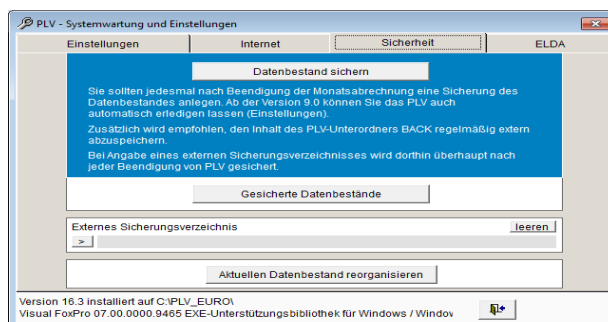 PLV - Systemwartung und Einstellungen
Einstellungen
Internet
Sicherheit
ELDA
Datenbestand sichern
Sie sollten jedesmal nach Beendigung der Monatsabrechnung eine Sicherung des
Datenbestandes anlegen. Ab der Version 9.0 können Sie das PLV auch
automatisch erledigen lassen (Einstellungen).
Zusätzlich wird empfohlen, den Inhalt des PLV-Unterordners BACK regelmäßig extern
abzuspeichern.
Bei Angabe eines externen Sicherungsverzeichnisses wird dorthin überhaupt nach
jeder Beendigung von PLV gesichert.
Gesicherte Datenbestände
Externes Sicherungsverzeichnis
leeren
>
Aktuellen Datenbestand reorganisieren
Version 16.3 installiert auf C:\PLV_EURO\
Visual FoxPro 07.00.0000.9465 EXE-Unterstützungsbibliothek für Windows / Window